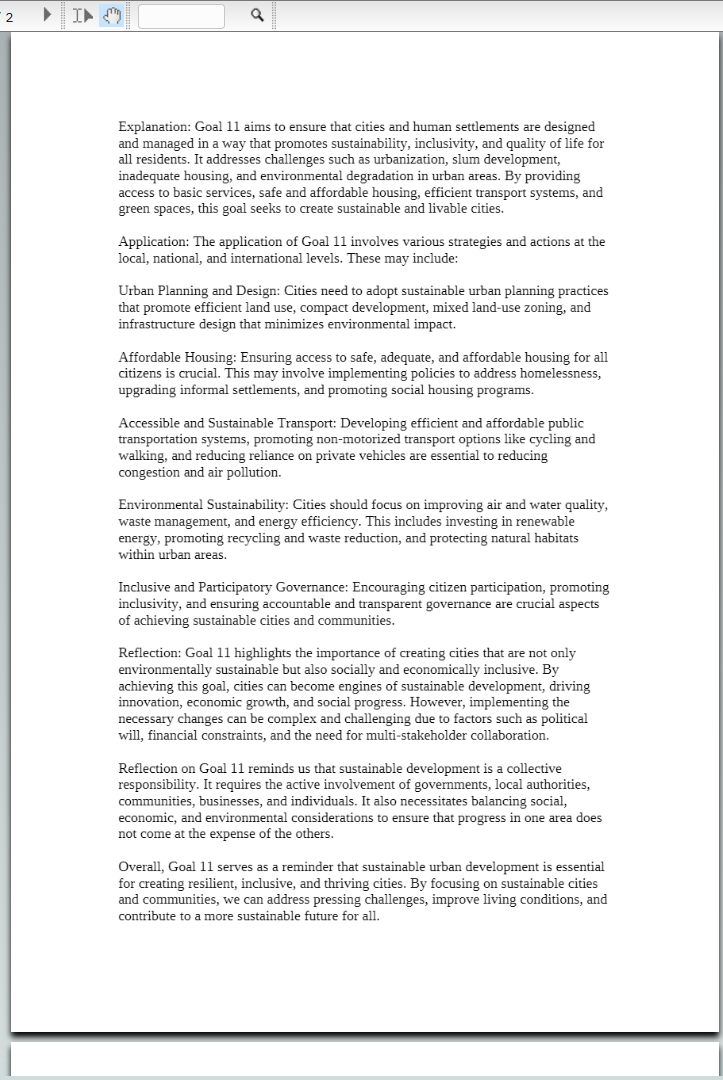 2
Explanation: Goal 11 aims to ensure that cities and human settlements are designed
and managed in a way that promotes sustainability, inclusivity, and quality of life for
all residents. It addresses challenges such as urbanization, slum development,
inadequate housing, and environmental degradation in urban areas. By providing
access to basic services, safe and affordable housing, efficient transport systems, and
green spaces, this goal seeks to create sustainable and livable cities.
Application: The application of Goal 11 involves various strategies and actions at the
local, national, and international levels. These may include:
Urban Planning and Design: Cities need to adopt sustainable urban planning practices
that promote efficient land use, compact development, mixed land-use zoning, and
infrastructure design that minimizes environmental impact.
Affordable Housing: Ensuring access to safe, adequate, and affordable housing for all
citizens is crucial. This may involve implementing policies to address homelessness,
upgrading informal settlements, and promoting social housing programs.
Accessible and Sustainable Transport: Developing efficient and affordable public
transportation systems, promoting non-motorized transport options like cycling and
walking, and reducing reliance on private vehicles are essential to reducing
congestion and air pollution.
Environmental Sustainability: Cities should focus on improving air and water quality,
waste management, and energy efficiency. This includes investing in renewable
energy, promoting recycling and waste reduction, and protecting natural habitats
within urban areas.
Inclusive and Participatory Governance: Encouraging citizen participation, promoting
inclusivity, and ensuring accountable and transparent governance are crucial aspects
of achieving sustainable cities and communities.
Reflection: Goal 11 highlights the importance of creating cities that are not only
environmentally sustainable but also socially and economically inclusive. By
achieving this goal, cities can become engines of sustainable development, driving
innovation, economic growth, and social progress. However, implementing the
necessary changes can be complex and challenging due to factors such as political
will, financial constraints, and the need for multi-stakeholder collaboration.
Reflection on Goal 11 reminds us that sustainable development is a collective
responsibility. It requires the active involvement of governments, local authorities,
communities, businesses, and individuals. It also necessitates balancing social,
economic, and environmental considerations to ensure that progress in one area does
not come at the expense of the others.
Overall, Goal 11 serves as a reminder that sustainable urban development is essential
for creating resilient, inclusive, and thriving cities. By focusing on sustainable cities
and communities, we can address pressing challenges, improve living conditions, and
contribute to a more sustainable future for all.